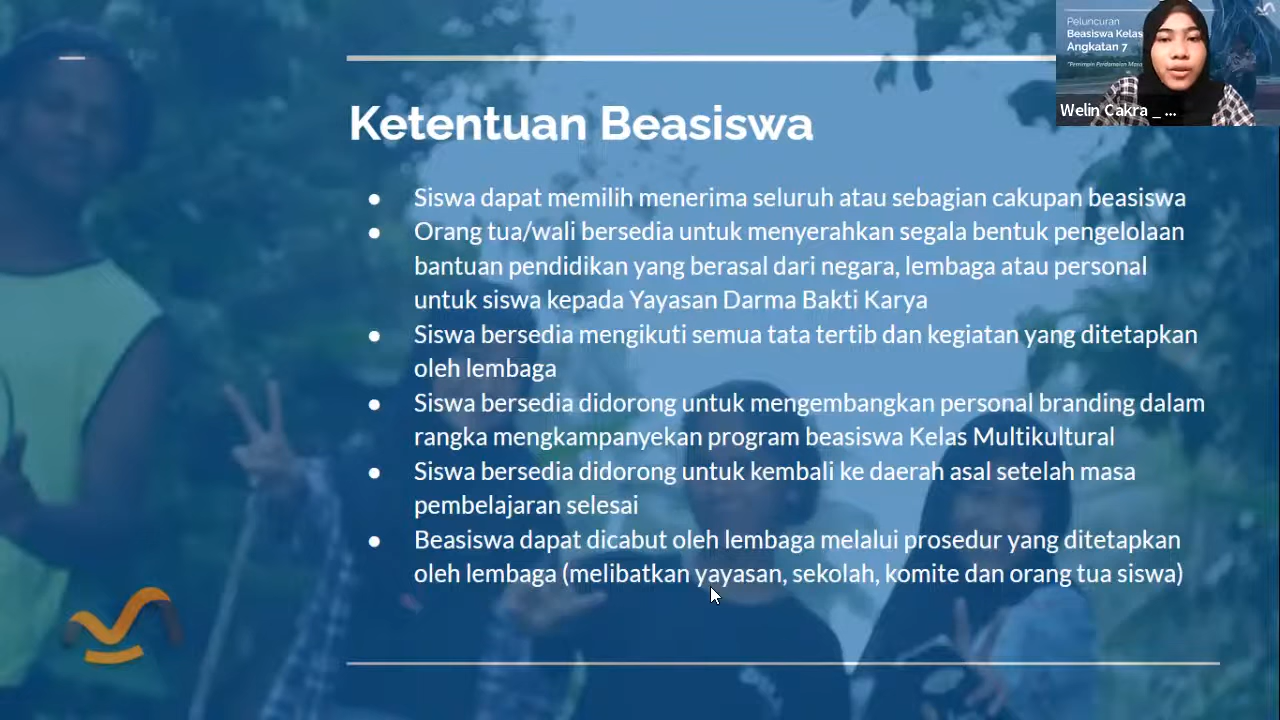 Peluncuran
Beasiswa Kelas
Angkatan 7
Welin Cakra _ ...
Ketentuan Beasiswa
● Siswa dapat memilih menerima seluruh atau sebagian cakupan beasiswa
● Orang tua/wali bersedia untuk menyerahkan segala bentuk pengelolaan
bantuan pendidikan yang berasal dari negara, lembaga atau personal
untuk siswa kepada Yayasan Darma Bakti Karya
● Siswa bersedia mengikuti semua tata tertib dan kegiatan yang ditetapkan
oleh lembaga
● Siswa bersedia didorong untuk mengembangkan personal branding dalam
rangka mengkampanyekan program beasiswa Kelas Multikultural
● Siswa bersedia didorong untuk kembali ke daerah asal setelah masa
pembelajaran selesai
● Beasiswa dapat dicabut oleh lembaga melalui prosedur yang ditetapkan
oleh lembaga (melibatkan yayasan, sekolah, komite dan orang tua siswa)